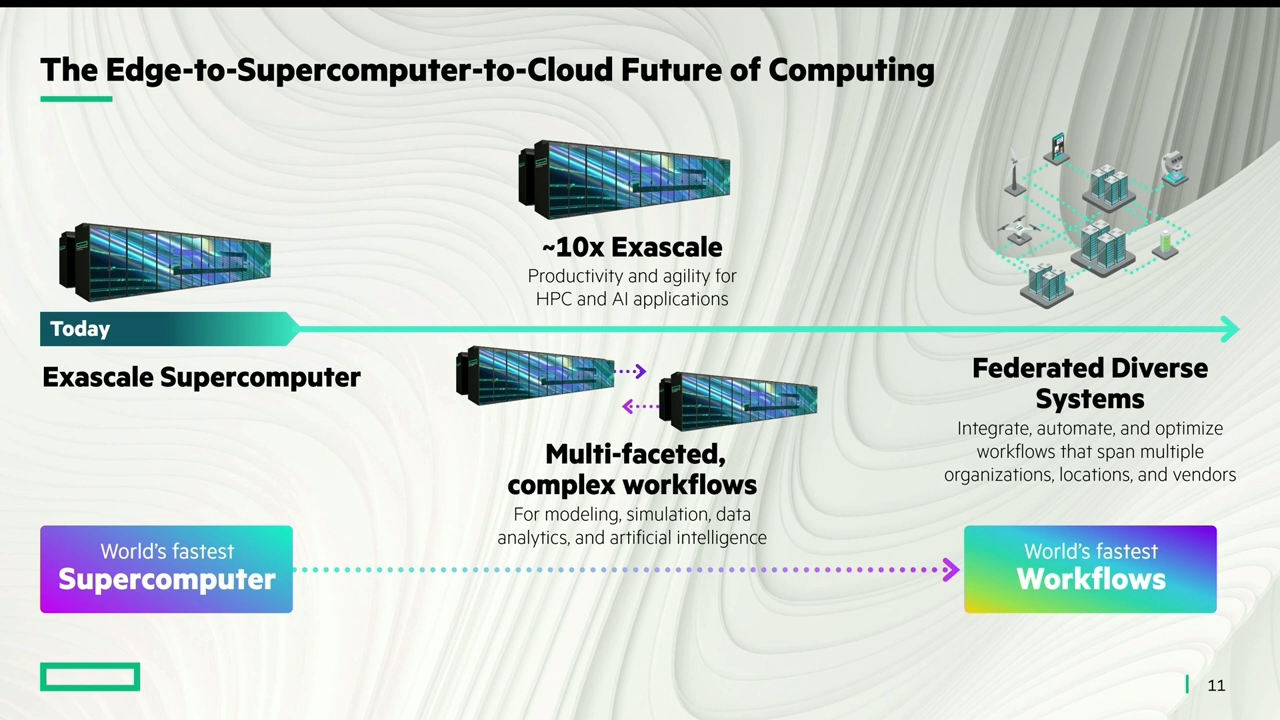 The Edge-to-Supercomputer-to-Cloud Future of Computing
~10x Exascale
Productivity and agility for
HPC and AI applications
Today
Exascale Supercomputer
Multi-faceted,
complex workflows
For modeling, simulation, data
analytics, and artificial intelligence
Federated Diverse
Systems
Integrate, automate, and optimize
workflows that span multiple
organizations, locations, and vendors
World's fastest
Supercomputer
World's fastest
Workflows
11